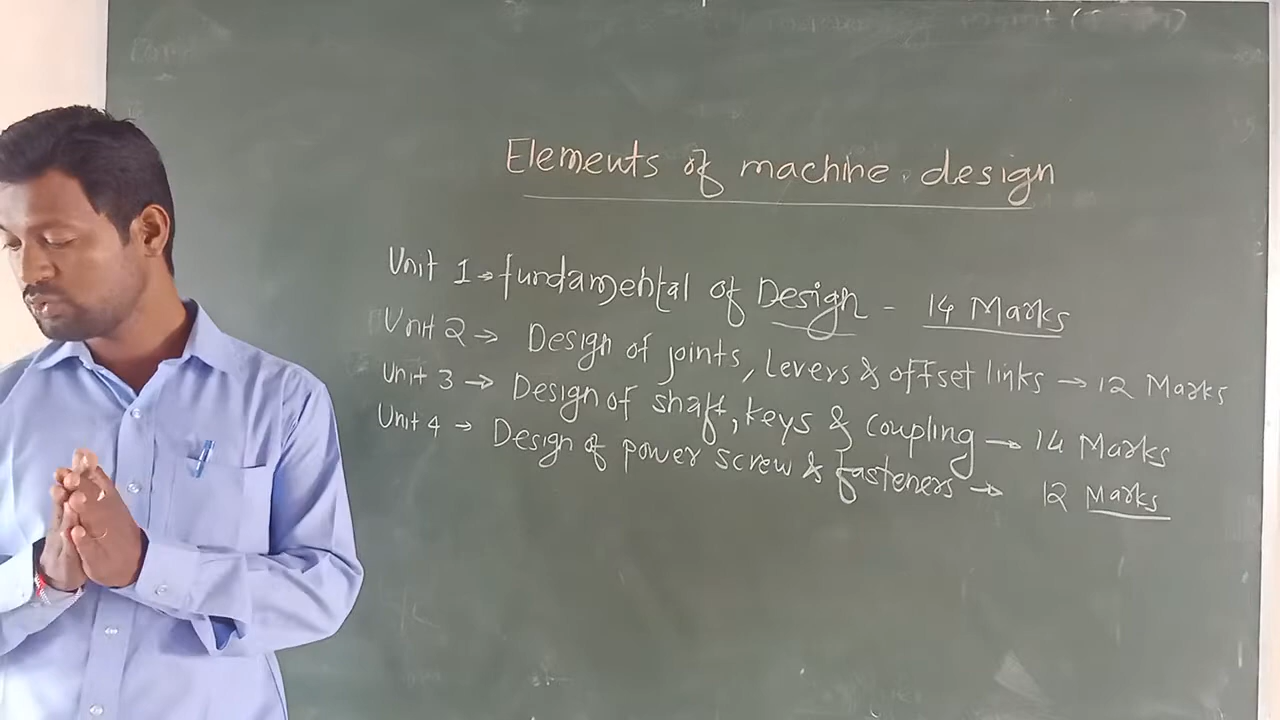 Elements of machine design
Unit 1 → fundamental of Design - 14 Marks
Unit 2 → Design of joints, Levers & offset links → 12 Marks
Unit 3 → Design of shaft, keys & coupling → 14 Marks
Unit 4 → Design of power screw & fasteners → 12 Marks